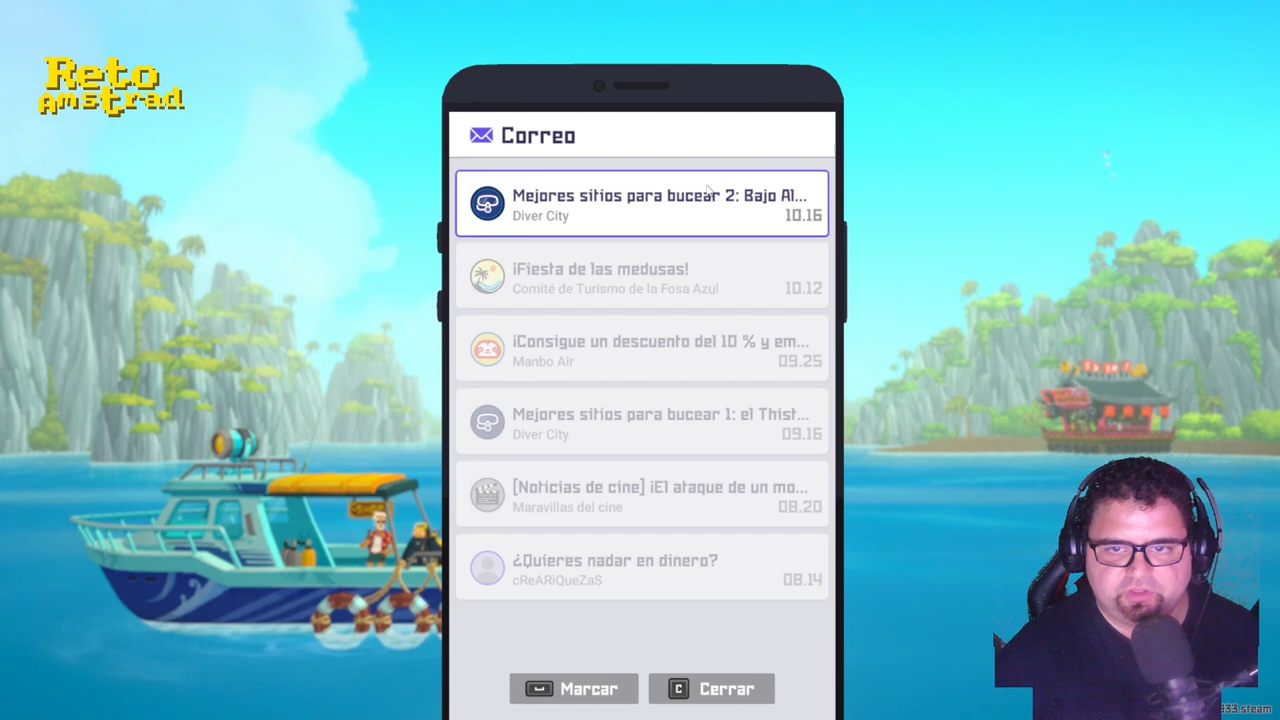 Reto
Amstrad
Correo
Mejores sitios para bucear 2: Bajo Al...
Diver City
10.16
¡Fiesta de las medusas!
Comité de Turismo de la Fosa Azul
10.12
¡Consigue un descuento del 10 % y em...
Manbo Air
09.25
Mejores sitios para bucear 1: el Thist...
Diver City
09.16
[Noticias de cine] ¡El ataque de un mo...
Maravillas del cine
08.20
¿Quieres nadar en dinero?
cReARiQueZaS
08.14
Marcar
C Cerrar
933.steam